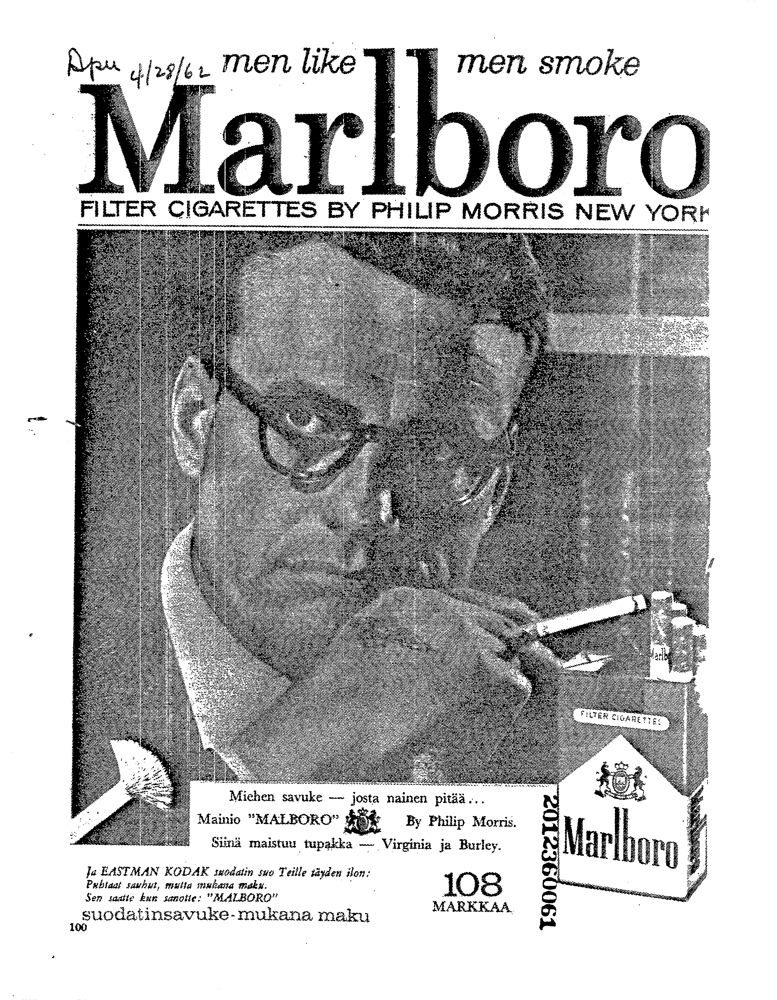 Apu 4/28/62 men like men smoke
Marlboro
FILTER CIGARETTES BY PHILIP MORRIS NEW YORK
Marlb
FILTER CIGARETTES
Marlboro
Miehen savuke — josta nainen pitää...
Mainio "MALBORO" By Philip Morris.
Siinä maistuu tupakka — Virginia ja Burley.
Ja EASTMAN KODAK suodatin suo Teille täyden ilon:
Puhtaat sauhut, mutta mukana maku.
Sen saatte kun sanotte: "MALBORO"
suodatinsavuke-mukana maku
108
MARKKAA
100
2012360061